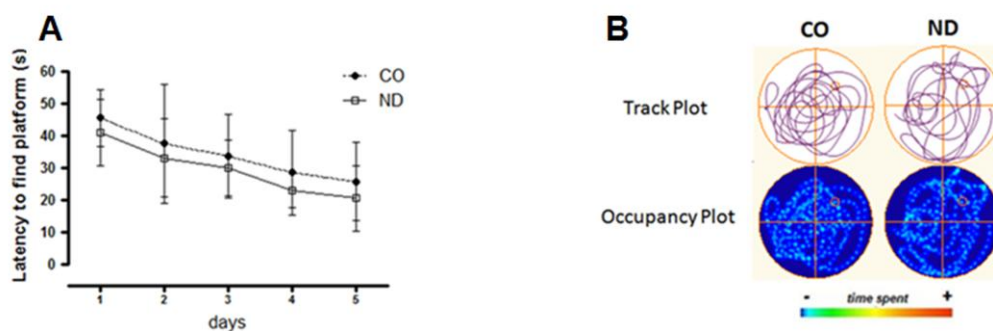 A
Latency to find platform (s)
60
50
40
30
20
10
0
1 2 3 4 5
days
CO
ND
B
CO ND
Track Plot
Occupancy Plot
- time spent +